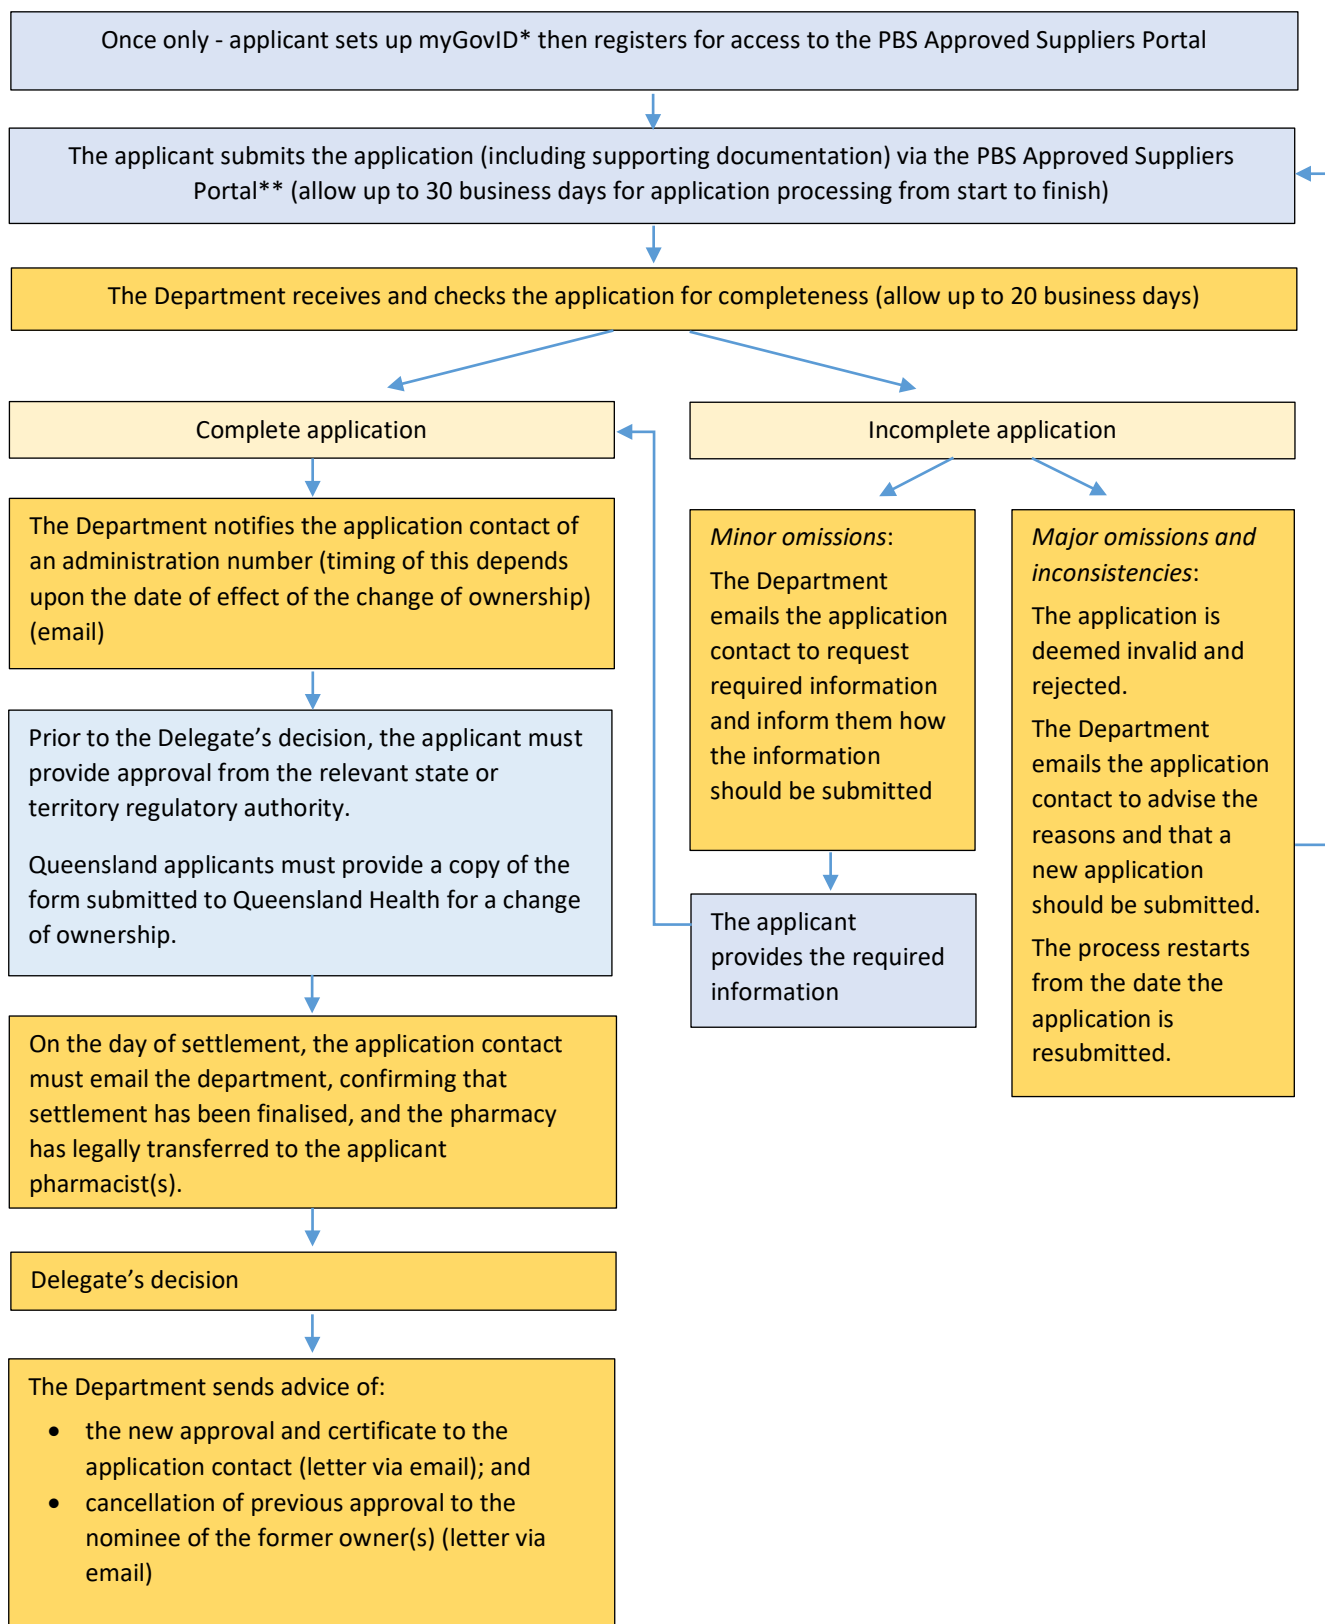 Once only - applicant sets up myGovID* then registers for access to the PBS Approved Suppliers Portal
The applicant submits the application (including supporting documentation) via the PBS Approved Suppliers
Portal** (allow up to 30 business days for application processing from start to finish)
The Department receives and checks the application for completeness (allow up to 20 business days)
Complete application
The Department notifies the application contact of
an administration number (timing of this depends
upon the date of effect of the change of ownership)
(email)
Prior to the Delegate’s decision, the applicant must
provide approval from the relevant state or
territory regulatory authority.
Queensland applicants must provide a copy of the
form submitted to Queensland Health for a change
of ownership.
On the day of settlement, the application contact
must email the department, confirming that
settlement has been finalised, and the pharmacy
has legally transferred to the applicant
pharmacist(s).
Delegate’s decision
The Department sends advice of:
• the new approval and certificate to the
application contact (letter via email); and
• cancellation of previous approval to the
nominee of the former owner(s) (letter via
email)
Incomplete application
Minor omissions:
The Department
emails the application
contact to request
required information
and inform them how
the information
should be submitted
The applicant
provides the required
information
Major omissions and
inconsistencies:
The application is
deemed invalid and
rejected.
The Department
emails the application
contact to advise the
reasons and that a
new application
should be submitted.
The process restarts
from the date the
application is
resubmitted.